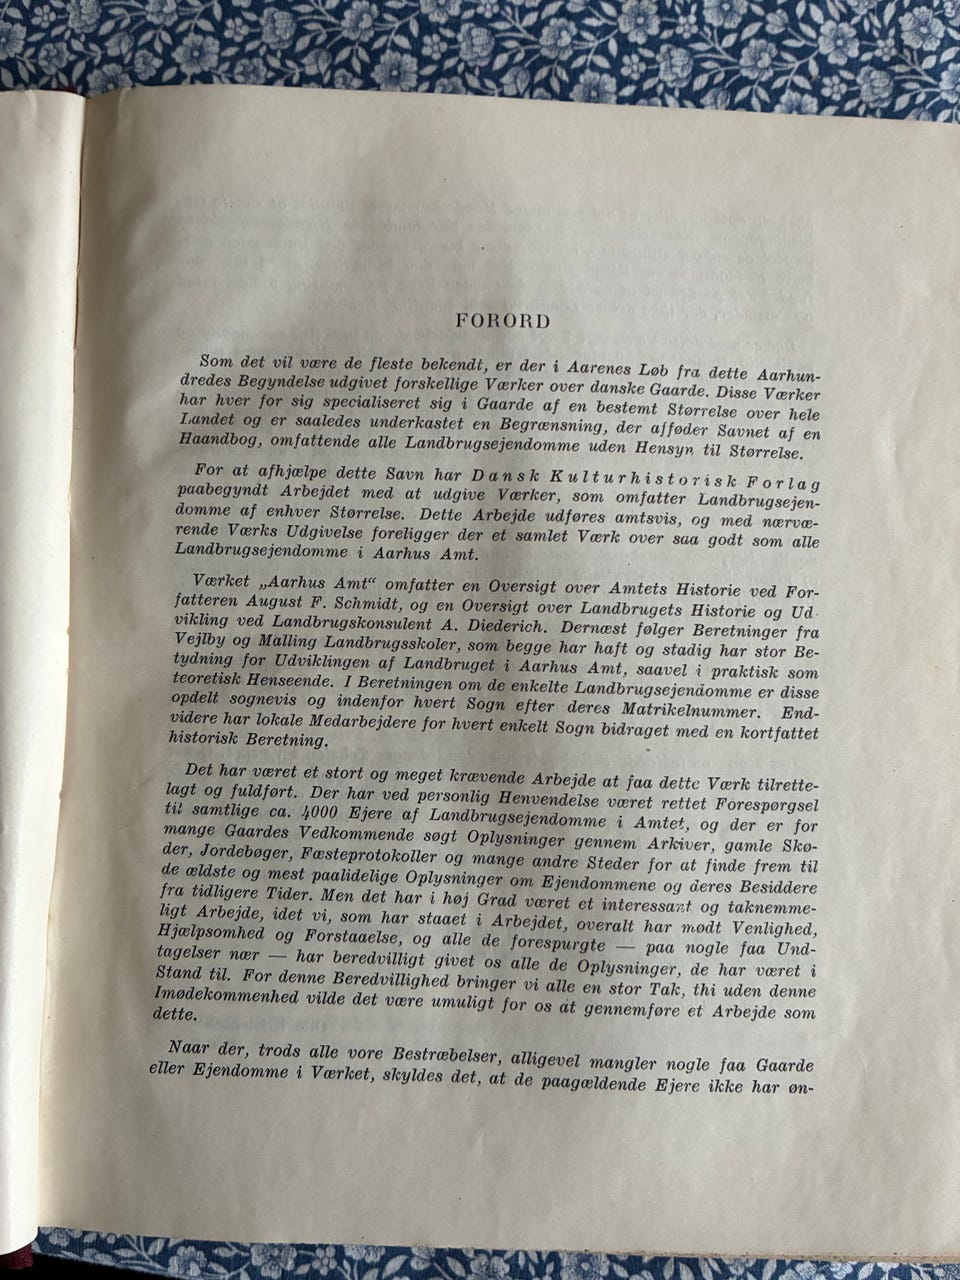 FORORD
Som det vil være de fleste bekendt, er der i Aarenes Løb fra dette Aarhun-
dredes Begyndelse udgivet forskellige Værker over danske Gaarde. Disse Værker
har hver for sig specialiseret sig i Gaarde af en bestemt Størrelse over hele
Landet og er saaledes underkastet en Begrænsning, der afføder Savnet af en
Haandbog, omfattende alle Landbrugsejendomme uden Hensyn til Størrelse.
For at afhjælpe dette Savn har Dansk Kulturhistorisk Forlag
paabegyndt Arbejdet med at udgive Værker, som omfatter Landbrugsejen-
domme af enhver Størrelse. Dette Arbejde udføres amtsvis, og med nærvæ-
rende Værks Udgivelse foreligger der et samlet Værk over saa godt som alle
Landbrugsejendomme i Aarhus Amt.
Værket „Aarhus Amt“ omfatter en Oversigt over Amtets Historie ved For-
fatteren August F. Schmidt, og en Oversigt over Landbrugets Historie og Ud-
vikling ved Landbrugskonsulent A. Diederich. Dernæst følger Beretninger fra
Vejlby og Malling Landbrugsskoler, som begge har haft og stadig har stor Be-
tydning for Udviklingen af Landbruget i Aarhus Amt, saavel i praktisk som
teoretisk Henseende. I Beretningen om de enkelte Landbrugsejendomme er disse
opdelt sognevis og indenfor hvert Sogn efter deres Matrikelnummer. End-
videre har lokale Medarbejdere for hvert enkelt Sogn bidraget med en kortfattet
historisk Beretning.
Det har været et stort og meget krævende Arbejde at faa dette Værk tilrette-
lagt og fuldført. Der har ved personlig Henvendelse været rettet Forespørgsel
til samtlige ca. 4000 Ejere af Landbrugsejendomme i Amtet, og der er for
mange Gaardes Vedkommende søgt Oplysninger gennem Arkiver, gamle Skø-
der, Jordebøger, Fæsteprotokoller og mange andre Steder for at finde frem til
de ældste og mest paalidelige Oplysninger om Ejendommene og deres Besiddere
fra tidligere Tider. Men det har i høj Grad været et interessant og taknemme-
ligt Arbejde, idet vi, som har staaet i Arbejdet, overalt har mødt Venlighed,
Hjælpsomhed og Forstaaelse, og alle de forespurgte — paa nogle faa Und-
tagelser nær — har beredvilligt givet os alle de Oplysninger, de har været i
Stand til. For denne Beredvillighed bringer vi alle en stor Tak, thi uden denne
Imødekommenhed vilde det være umuligt for os at gennemføre et Arbejde som
dette.
Naar der, trods alle vore Bestræbelser, alligevel mangler nogle faa Gaarde
eller Ejendomme i Værket, skyldes det, at de paagældende Ejere ikke har øn-